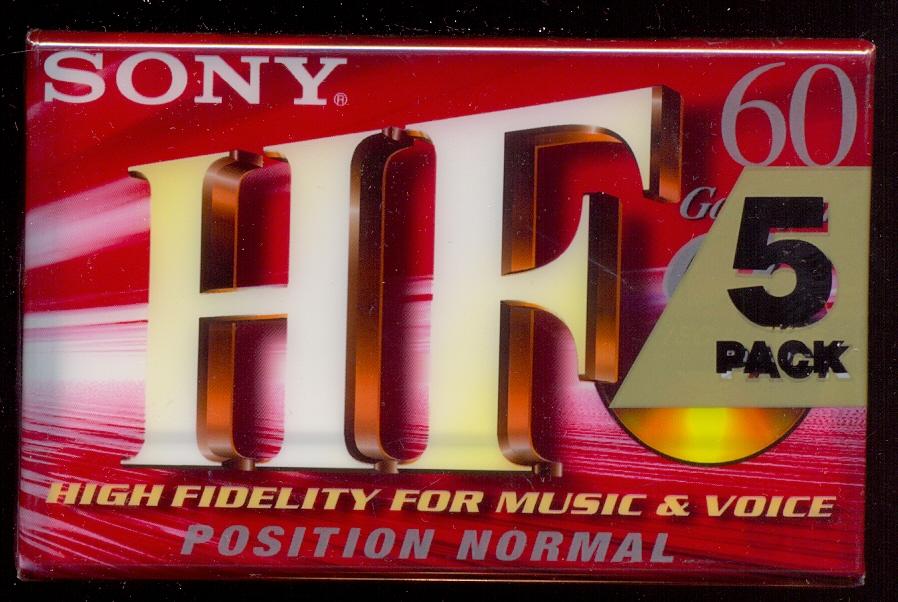 SONY®
60
HF
5
PACK
HIGH FIDELITY FOR MUSIC & VOICE
POSITION NORMAL